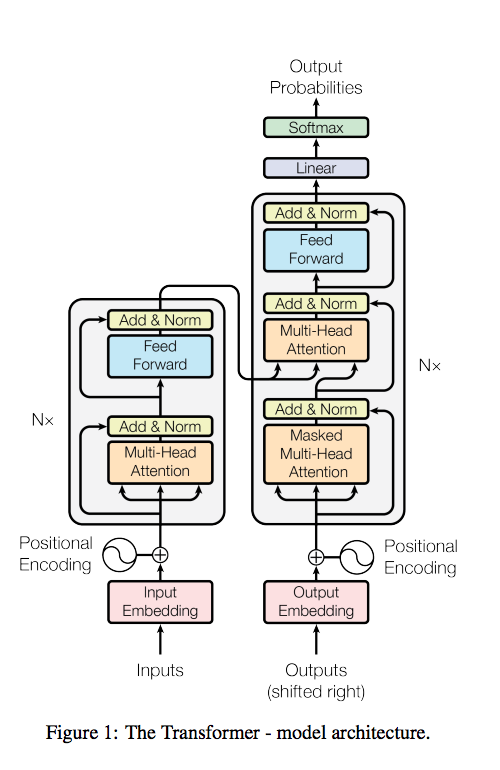 Output
Probabilities
Softmax
Linear
Add & Norm
Feed
Forward
Add & Norm
Multi-Head
Attention
Add & Norm
Masked
Multi-Head
Attention
Nx
Add & Norm
Feed
Forward
Add & Norm
Multi-Head
Attention
N×
Positional
Encoding
Positional
Encoding
Input
Embedding
Output
Embedding
Inputs
Outputs
(shifted right)
Figure 1: The Transformer - model architecture.